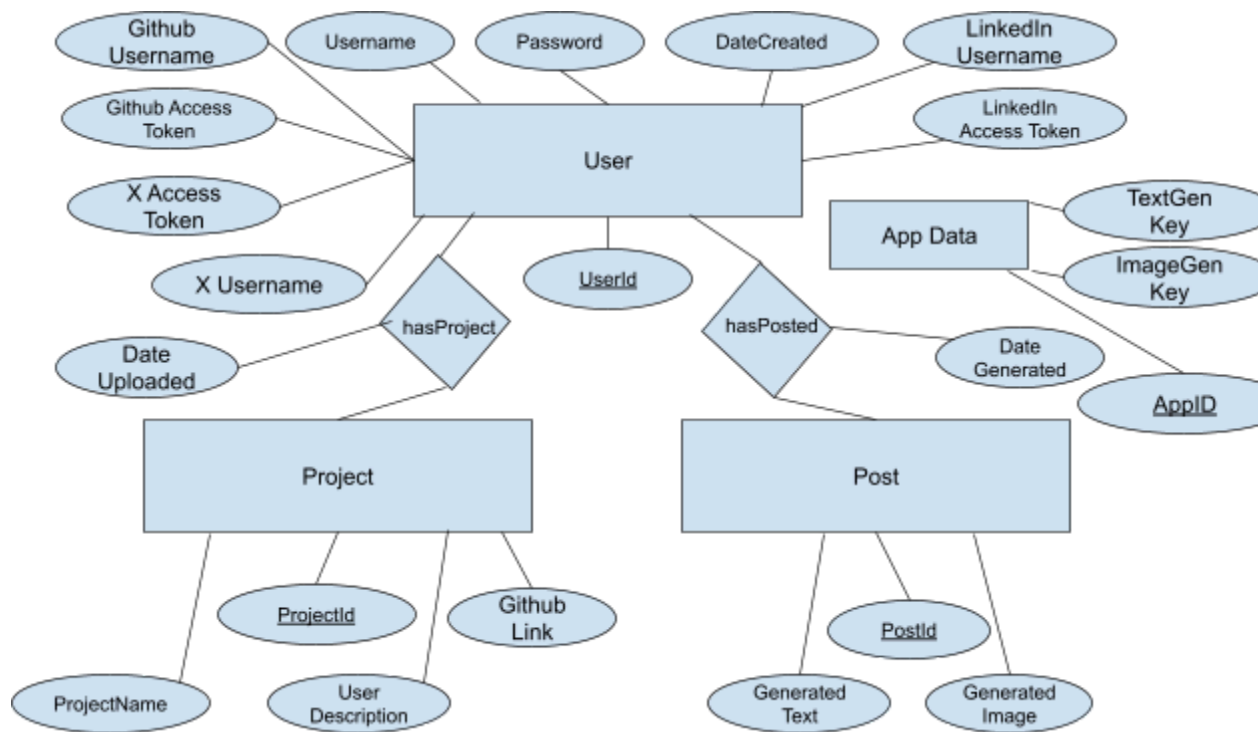 Github
Username
Username
Password
DateCreated
LinkedIn
Username
Github Access
Token
LinkedIn
Access Token
User
X Access
Token
TextGen
Key
App Data
ImageGen
Key
X Username
UserId
hasProject
hasPosted
Date
Uploaded
Date
Generated
AppID
Project
Post
ProjectId
Github
Link
PostId
ProjectName
User
Description
Generated
Text
Generated
Image